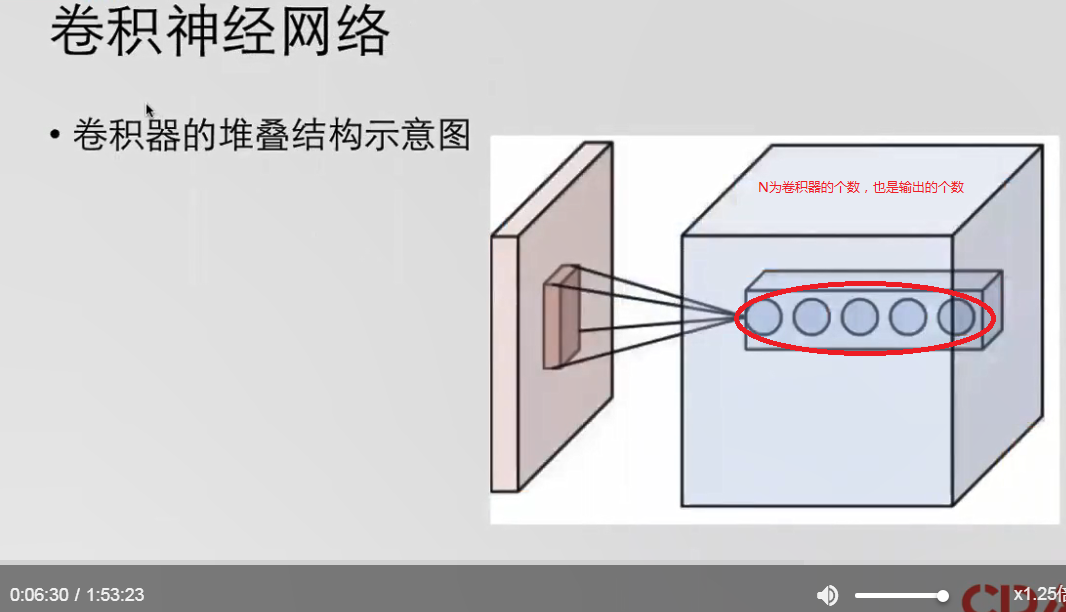 卷积神经网络
• 卷积器的堆叠结构示意图
N为卷积器的个数，也是输出的个数
0:06:30 / 1:53:23
x1.25倍